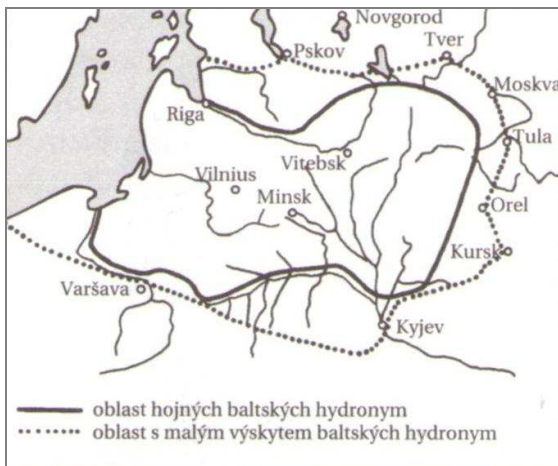 Novgorod
Pskov
Tver
Moskva
Riga
Tula
Vitebsk
Vilnius
Minsk
Orel
Kursk
Varšava
Kyjev
oblast hojných baltských hydronym
oblast s malým výskytem baltských hydronym